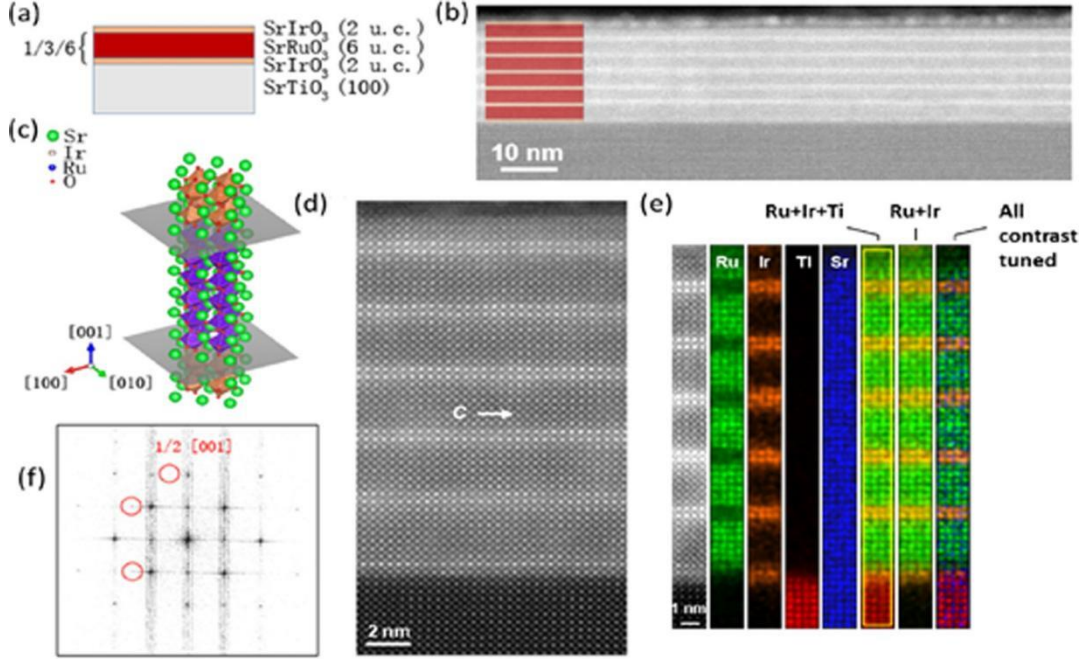 (a)
1/3/6
SrIrO3 (2 u.c.)
SrRuO3 (6 u.c.)
SrIrO3 (2 u.c.)
SrTiO3 (100)
(b)
10 nm
(c)
Sr
Ir
Ru
O
[001]
[100]
[010]
(d)
C
2 nm
(e)
Ru+Ir+Ti
Ru+Ir
All
contrast
tuned
Ru
Ir
Ti
Sr
1 nm
(f)
1/2 [001]